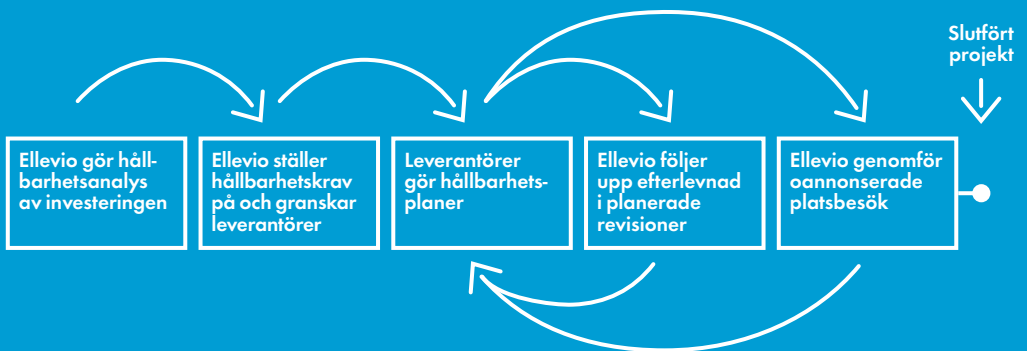 Slutfört
projekt
Ellevio gör håll-
barhetsanalys
av investeringen
Ellevio ställer
hållbarhetskrav
på och granskar
leverantörer
Leverantörer
gör hållbarhets-
planer
Ellevio följer
upp efterlevnad
i planerade
revisioner
Ellevio genomför
oannonserade
platsbesök